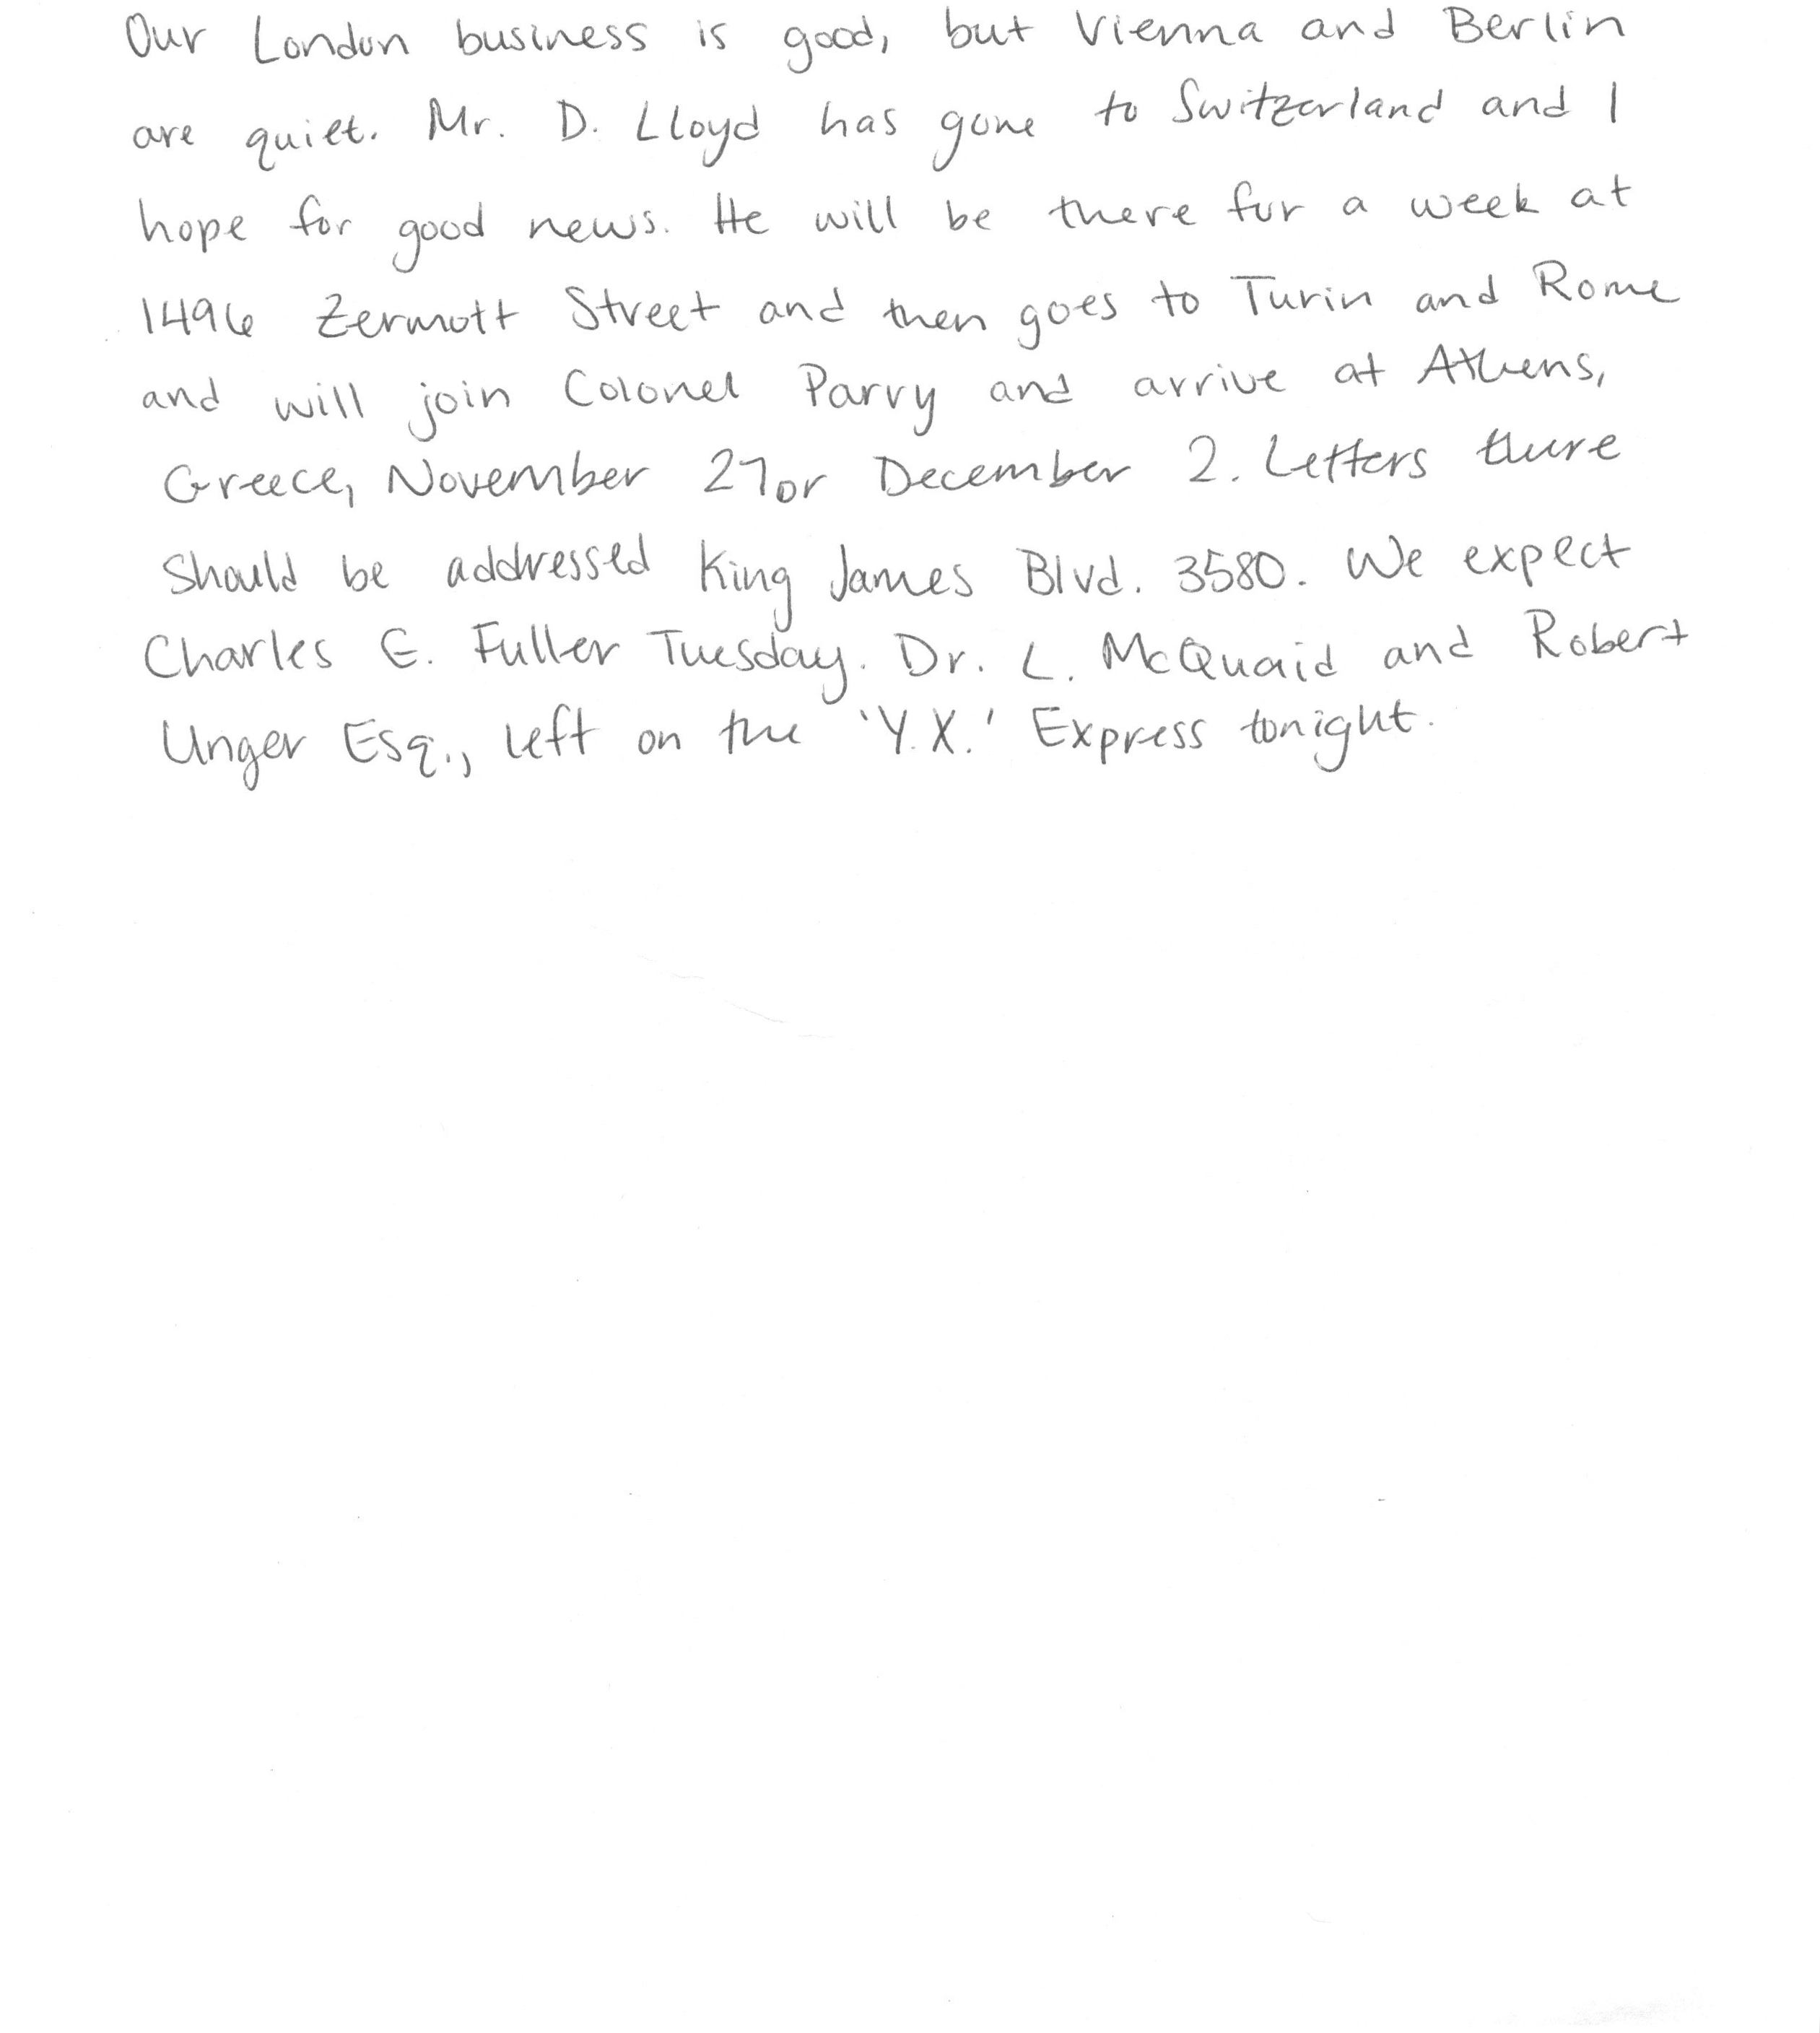 Our London business is good, but Vienna and Berlin
are quiet. Mr. D. Lloyd has gone to Switzerland and I
hope for good news. He will be there for a week at
1496 Zermott Street and then goes to Turin and Rome
and will join Colonel Parry and arrive at Athens,
Greece, November 27 or December 2. Letters there
should be addressed King James Blvd. 3580. We expect
Charles E. Fuller Tuesday. Dr. L. McQuaid and Robert
Unger Esq., left on the 'Y.X.' Express tonight.